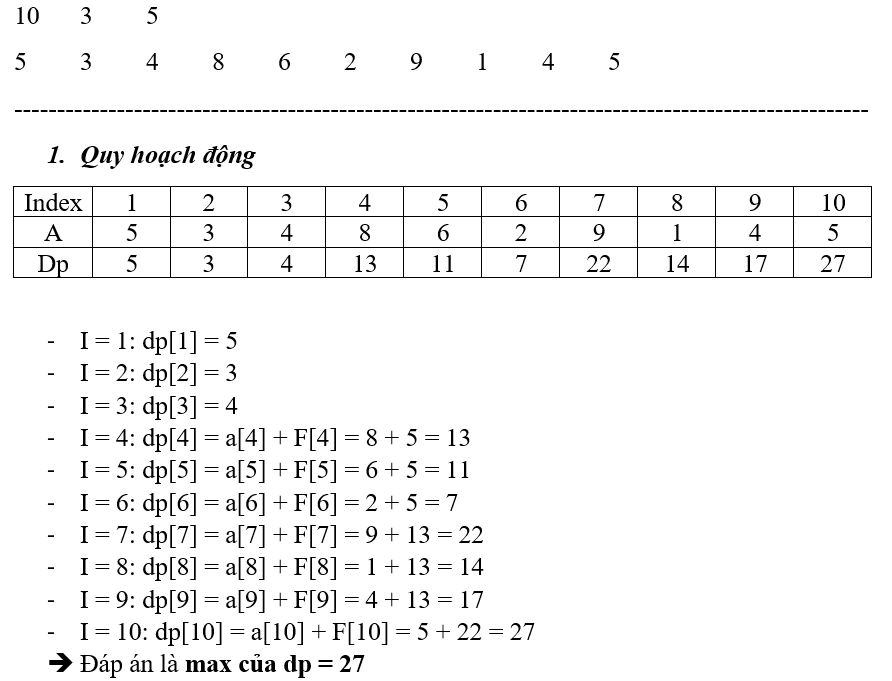 10 3 5
5 3 4 8 6 2 9 1 4 5
1. Quy hoạch động
Index 1 2 3 4 5 6 7 8 9 10
A 5 3 4 8 6 2 9 1 4 5
Dp 5 3 4 13 11 7 22 14 17 27
- I = 1: dp[1] = 5
- I = 2: dp[2] = 3
- I = 3: dp[3] = 4
- I = 4: dp[4] = a[4] + F[4] = 8 + 5 = 13
- I = 5: dp[5] = a[5] + F[5] = 6 + 5 = 11
- I = 6: dp[6] = a[6] + F[6] = 2 + 5 = 7
- I = 7: dp[7] = a[7] + F[7] = 9 + 13 = 22
- I = 8: dp[8] = a[8] + F[8] = 1 + 13 = 14
- I = 9: dp[9] = a[9] + F[9] = 4 + 13 = 17
- I = 10: dp[10] = a[10] + F[10] = 5 + 22 = 27
➔ Đáp án là max của dp = 27